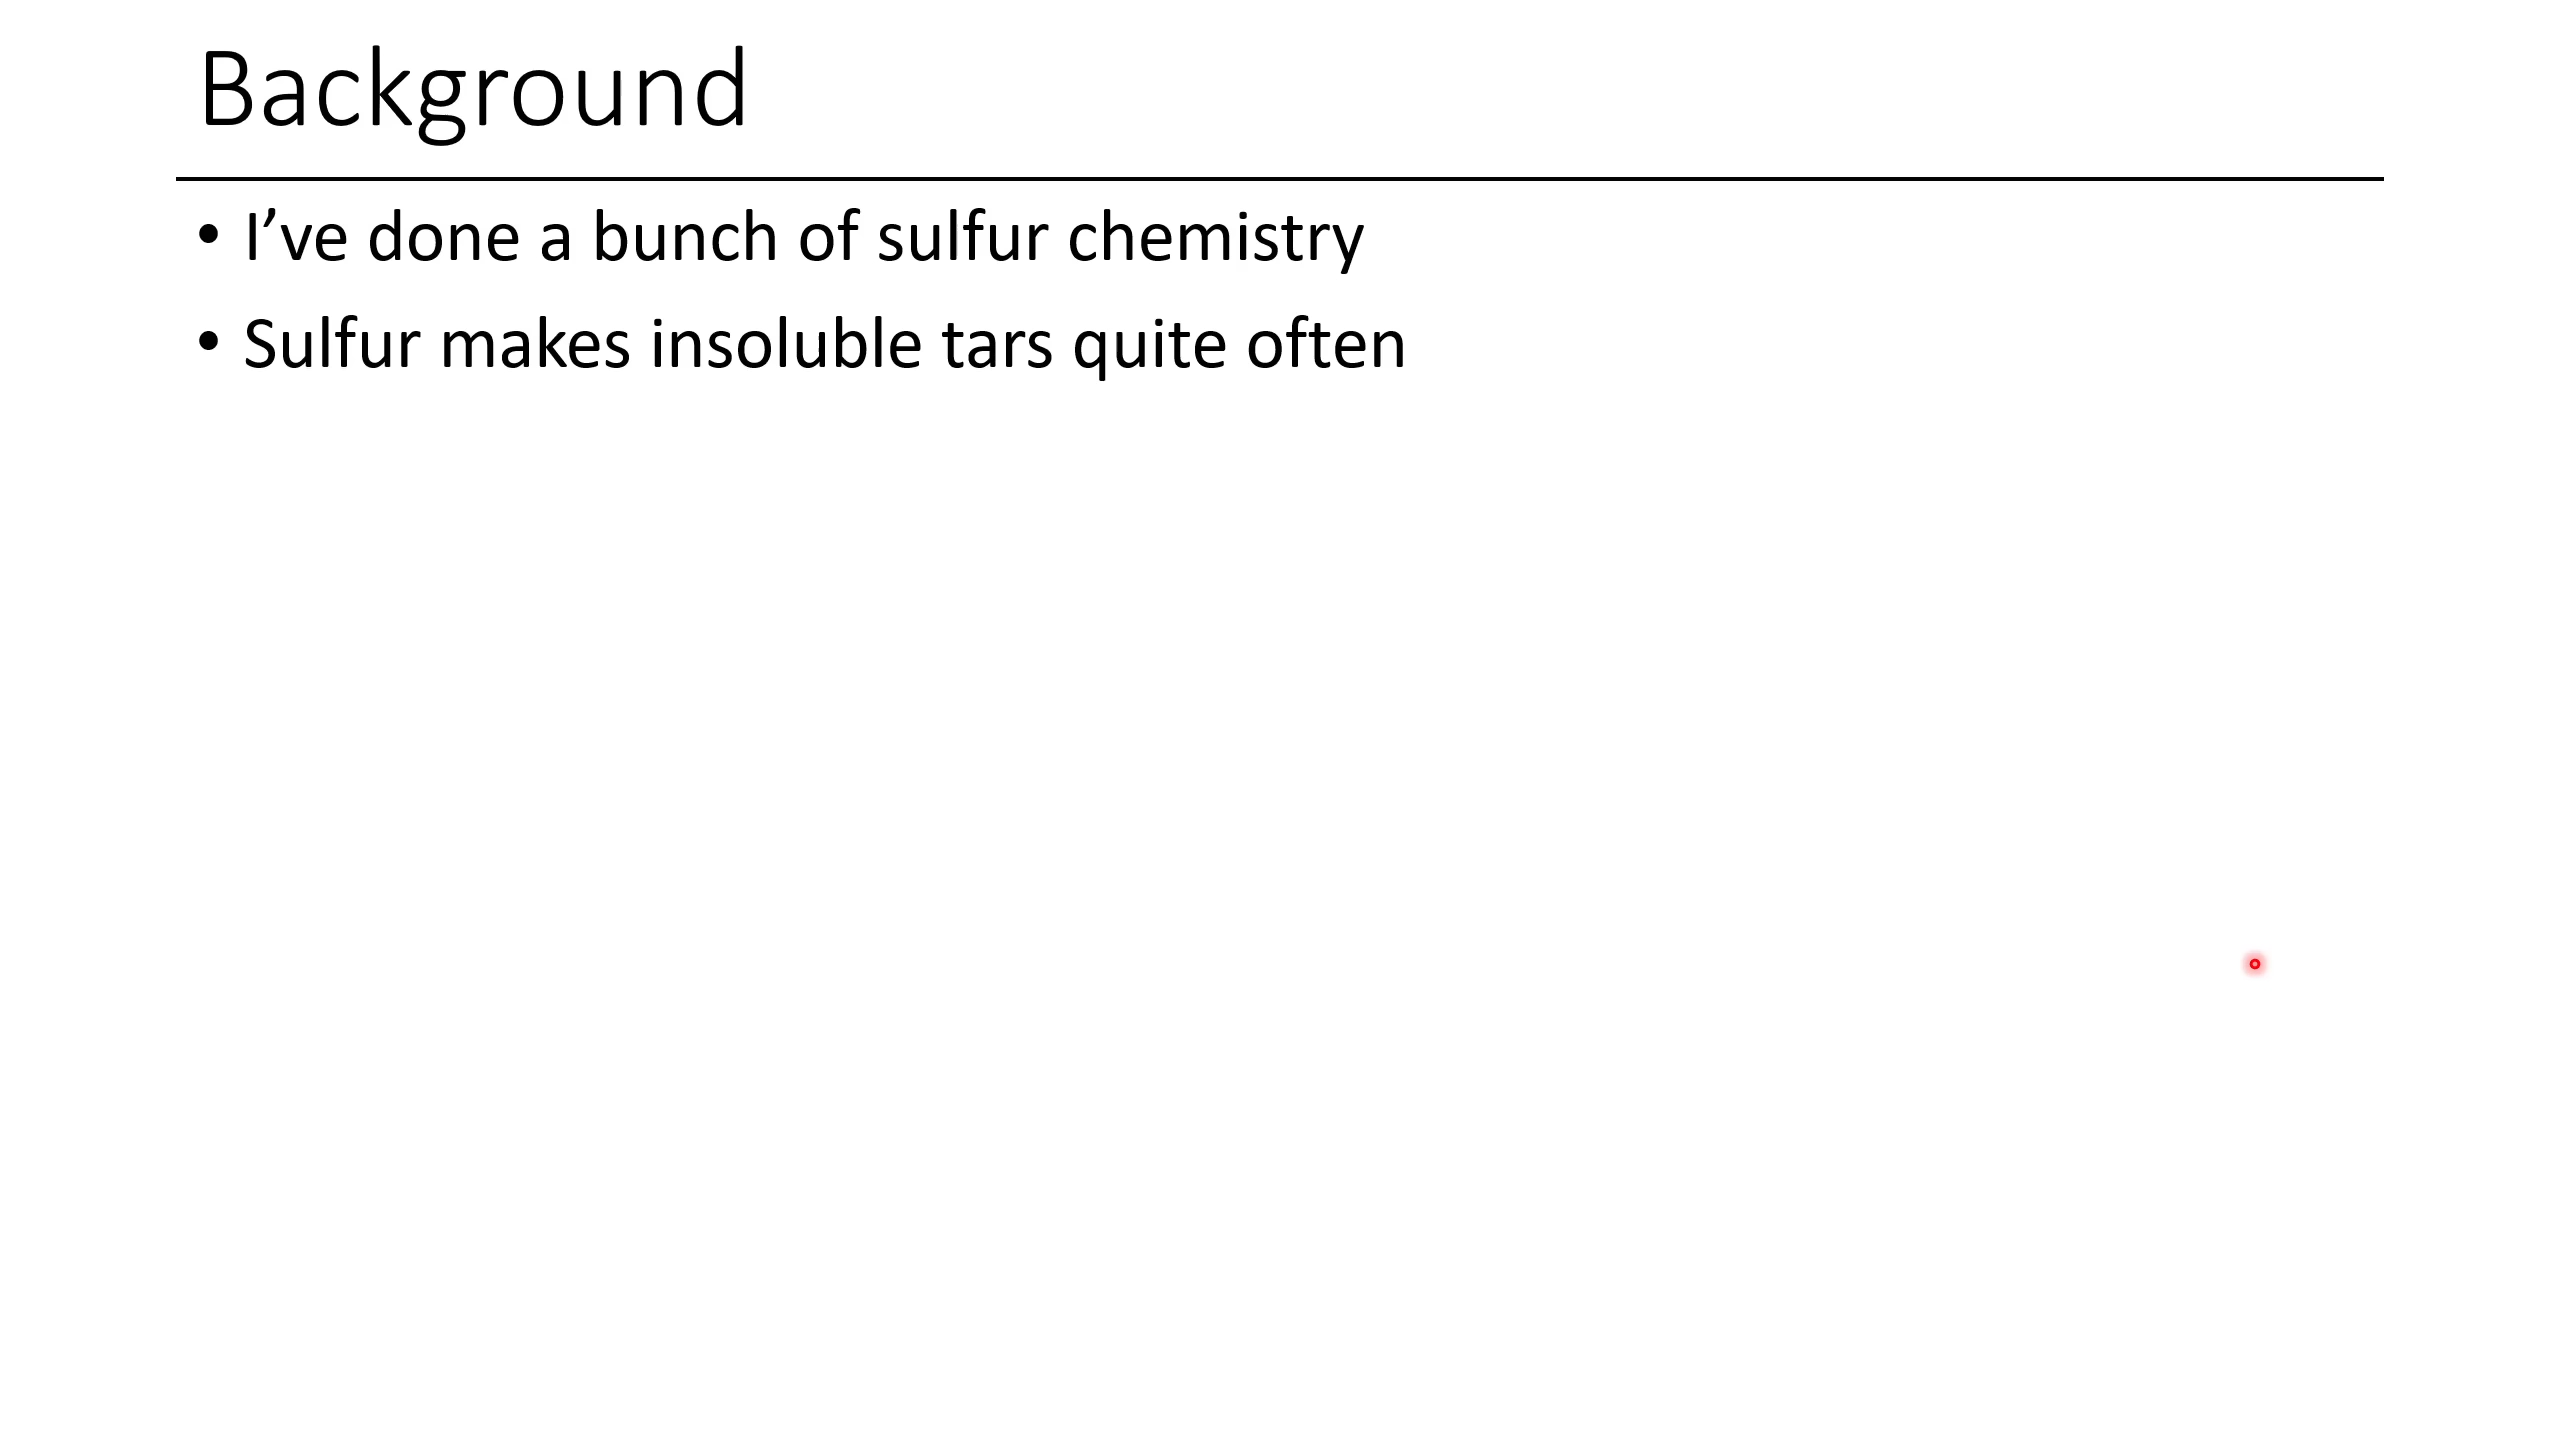 Background
• I’ve done a bunch of sulfur chemistry
• Sulfur makes insoluble tars quite often